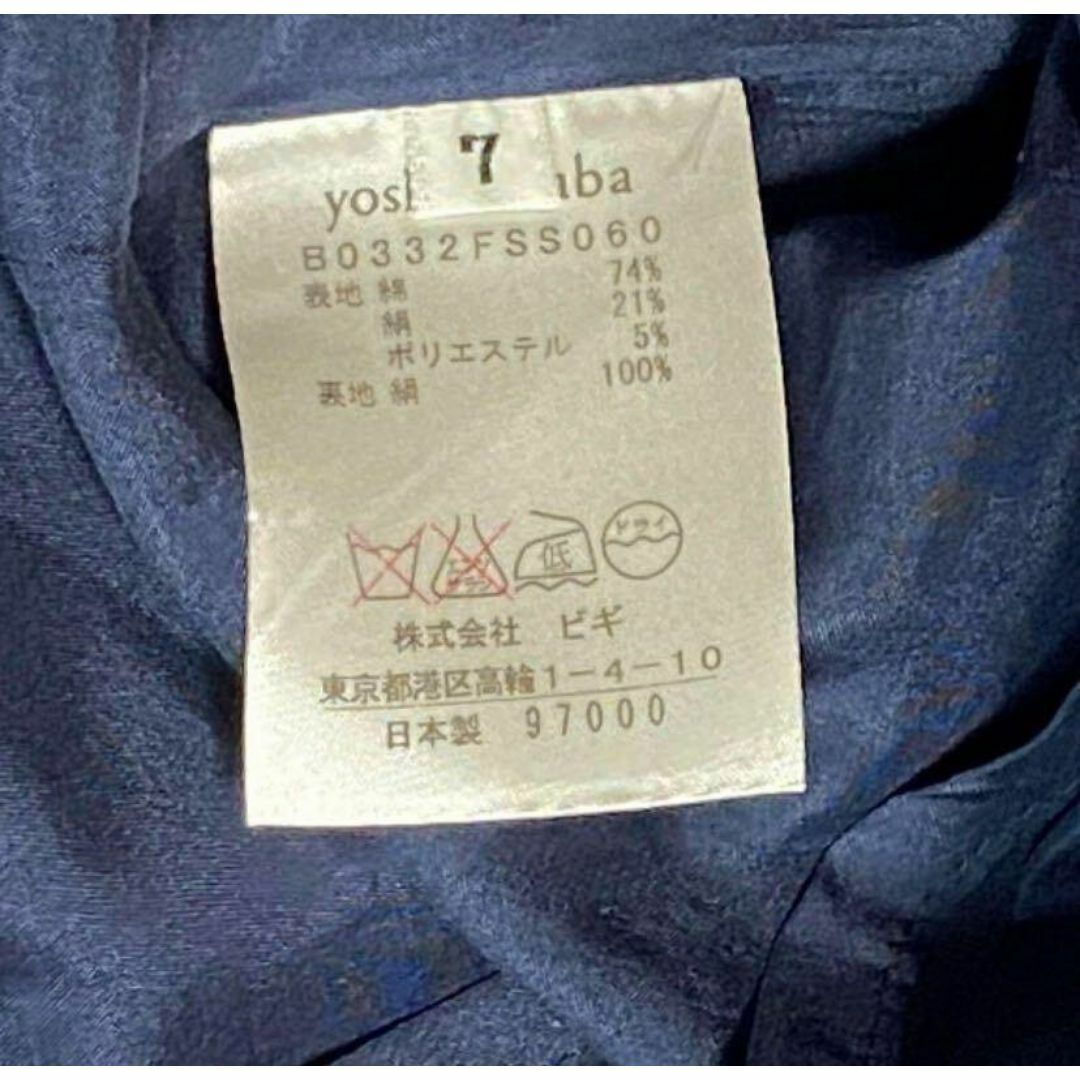 7
yosl uba
B0332FSS060
表地 綿 74%
絹 21%
ポリエステル 5%
裏地 絹 100%
低 ドライ
株式会社 ビギ
東京都港区高輪1-4-10
日本製 97000